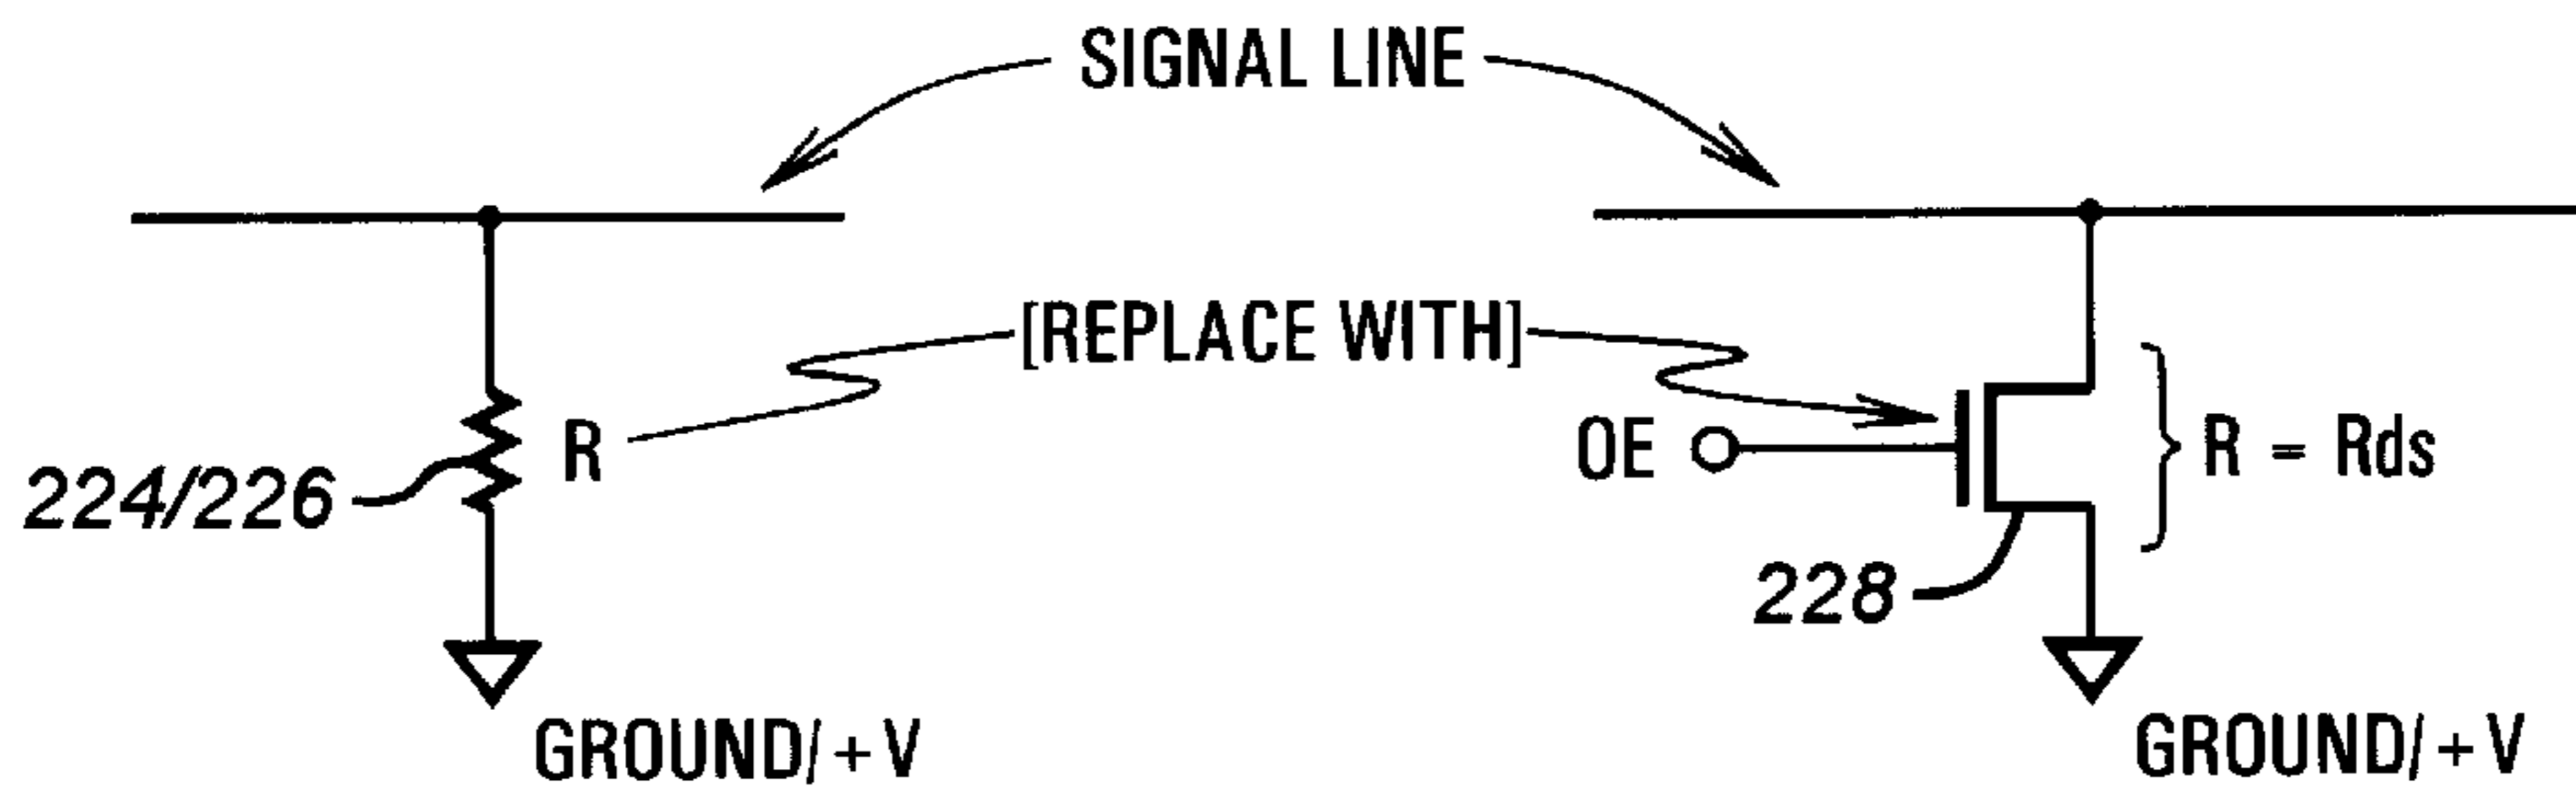 SIGNAL LINE
[REPLACE WITH]
R
224/226
GROUND/+V
OE
R = Rds
228
GROUND/+V